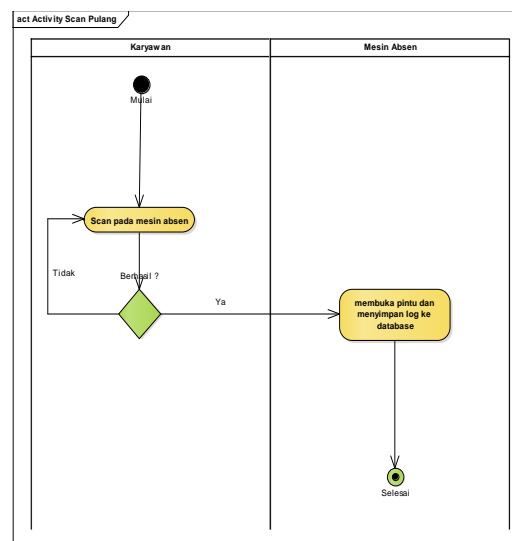 act Activity Scan Pulang
Karyawan
Mesin Absen
Mulai
Scan pada mesin absen
Tidak
Berhasil ?
Ya
membuka pintu dan
menyimpan log ke
database
Selesai